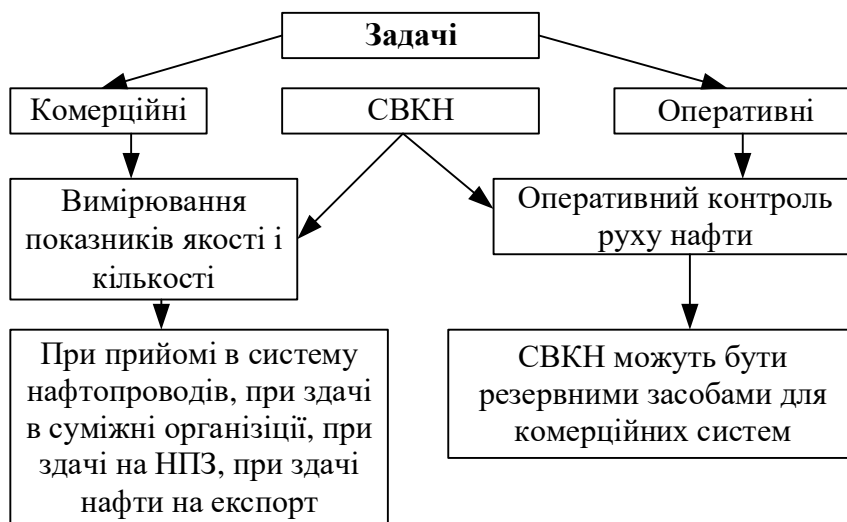 Задачі
Комерційні
СВКН
Оперативні
Вимірювання
показників якості і
кількості
Оперативний контроль
руху нафти
При прийомі в систему
нафтопроводів, при здачі
в суміжні організіції, при
здачі на НПЗ, при здачі
нафти на експорт
СВКН можуть бути
резервними засобами для
комерційних систем